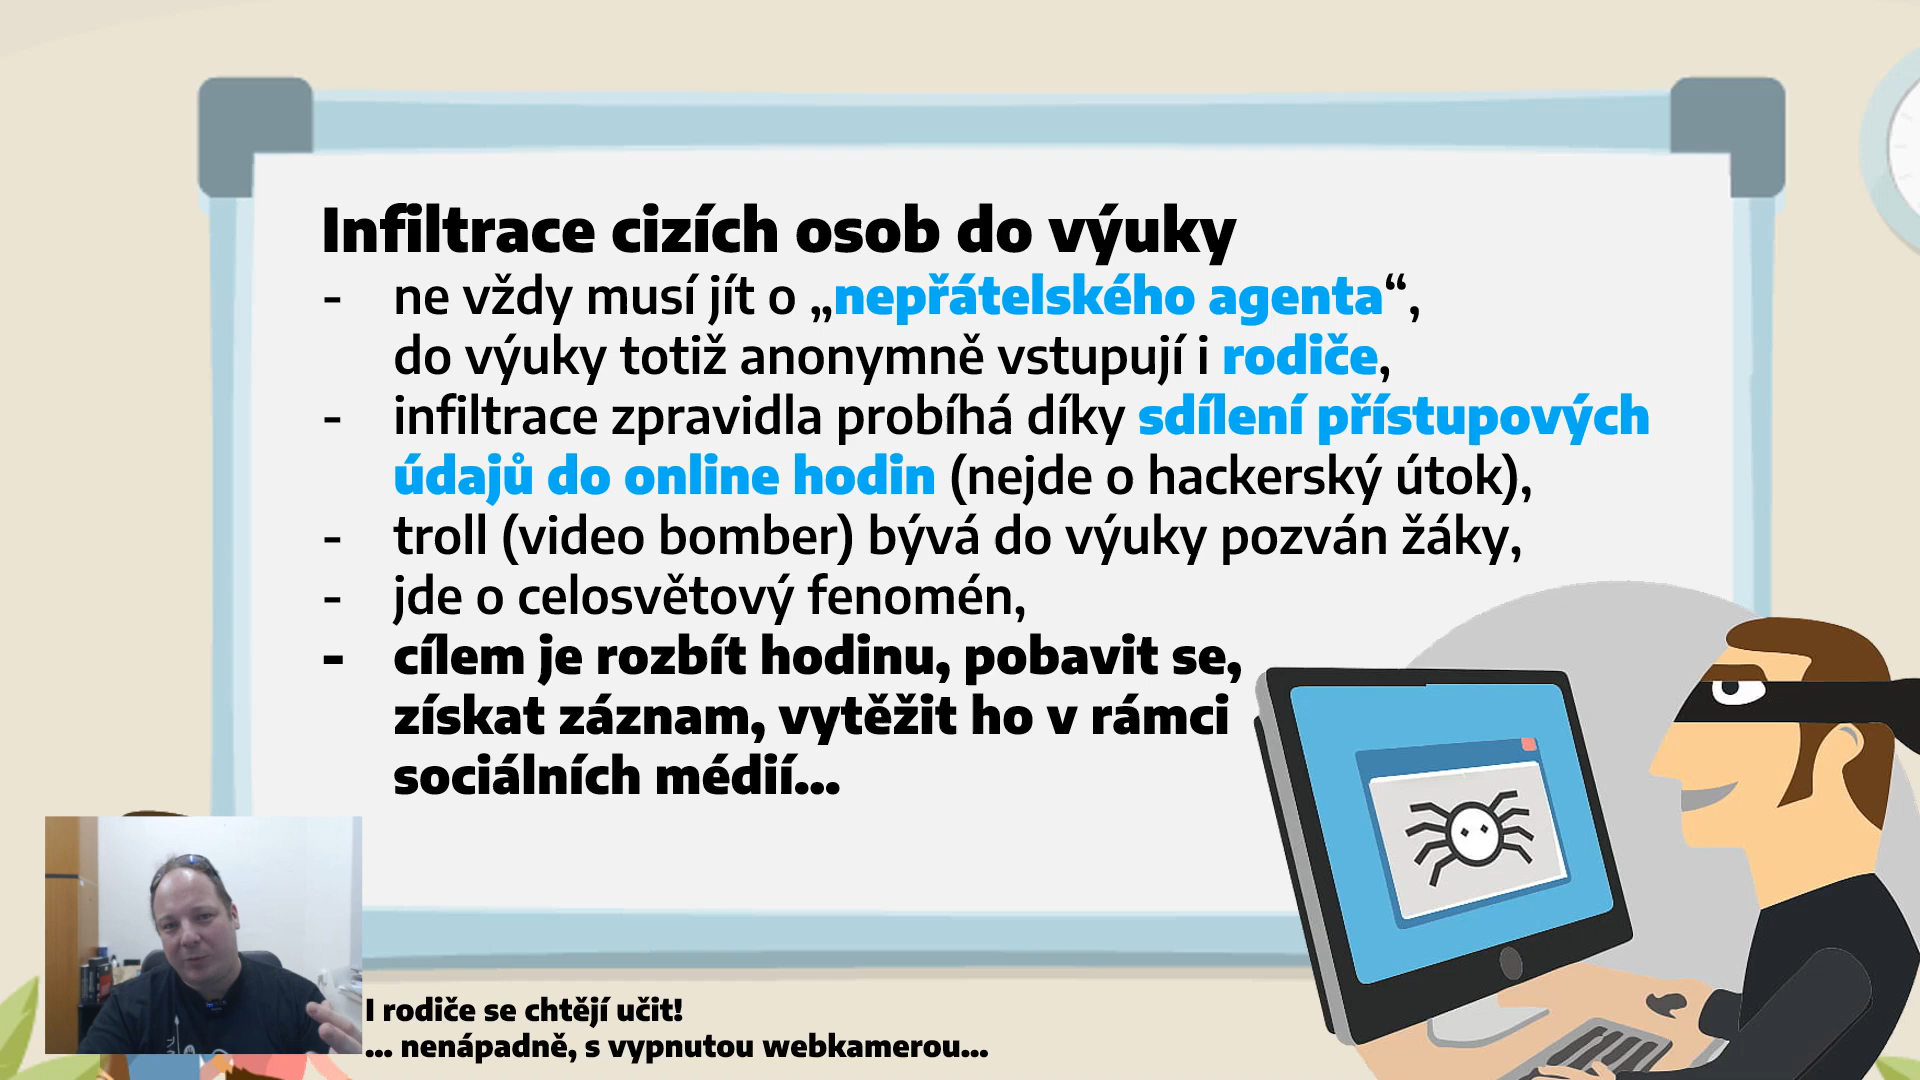 Infiltrace cizích osob do výuky
- ne vždy musí jít o „nepřátelského agenta“,
do výuky totiž anonymně vstupují i rodiče,
- infiltrace zpravidla probíhá díky sdílení přístupových
údajů do online hodin (nejde o hackerský útok),
- troll (video bomber) bývá do výuky pozván žáky,
- jde o celosvětový fenomén,
- cílem je rozbít hodinu, pobavit se,
získat záznam, vytěžit ho v rámci
sociálních médií...
I rodiče se chtějí učit!
... nenápadně, s vypnutou webkamerou...